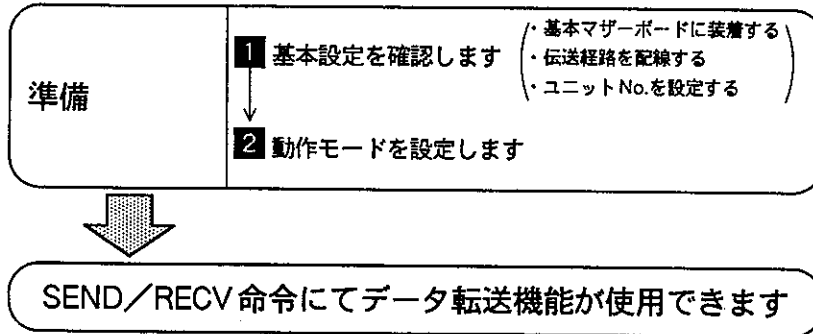 準備
1 基本設定を確認します
・基本マザーボードに装着する
・伝送経路を配線する
・ユニットNo.を設定する
2 動作モードを設定します
SEND／RECV命令にてデータ転送機能が使用できます